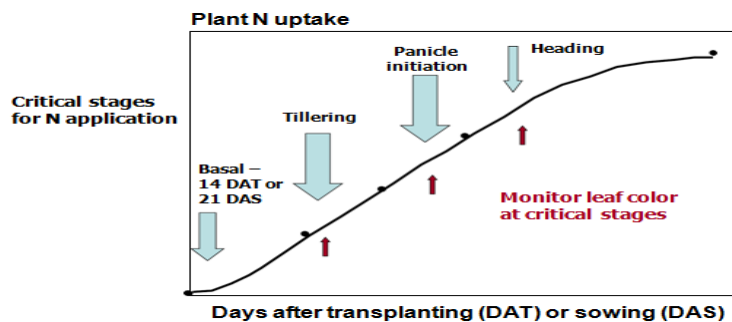 Plant N uptake
Heading
Panicle
initiation
Critical stages
for N application
Tillering
Basal –
14 DAT or
21 DAS
Monitor leaf color
at critical stages
Days after transplanting (DAT) or sowing (DAS)